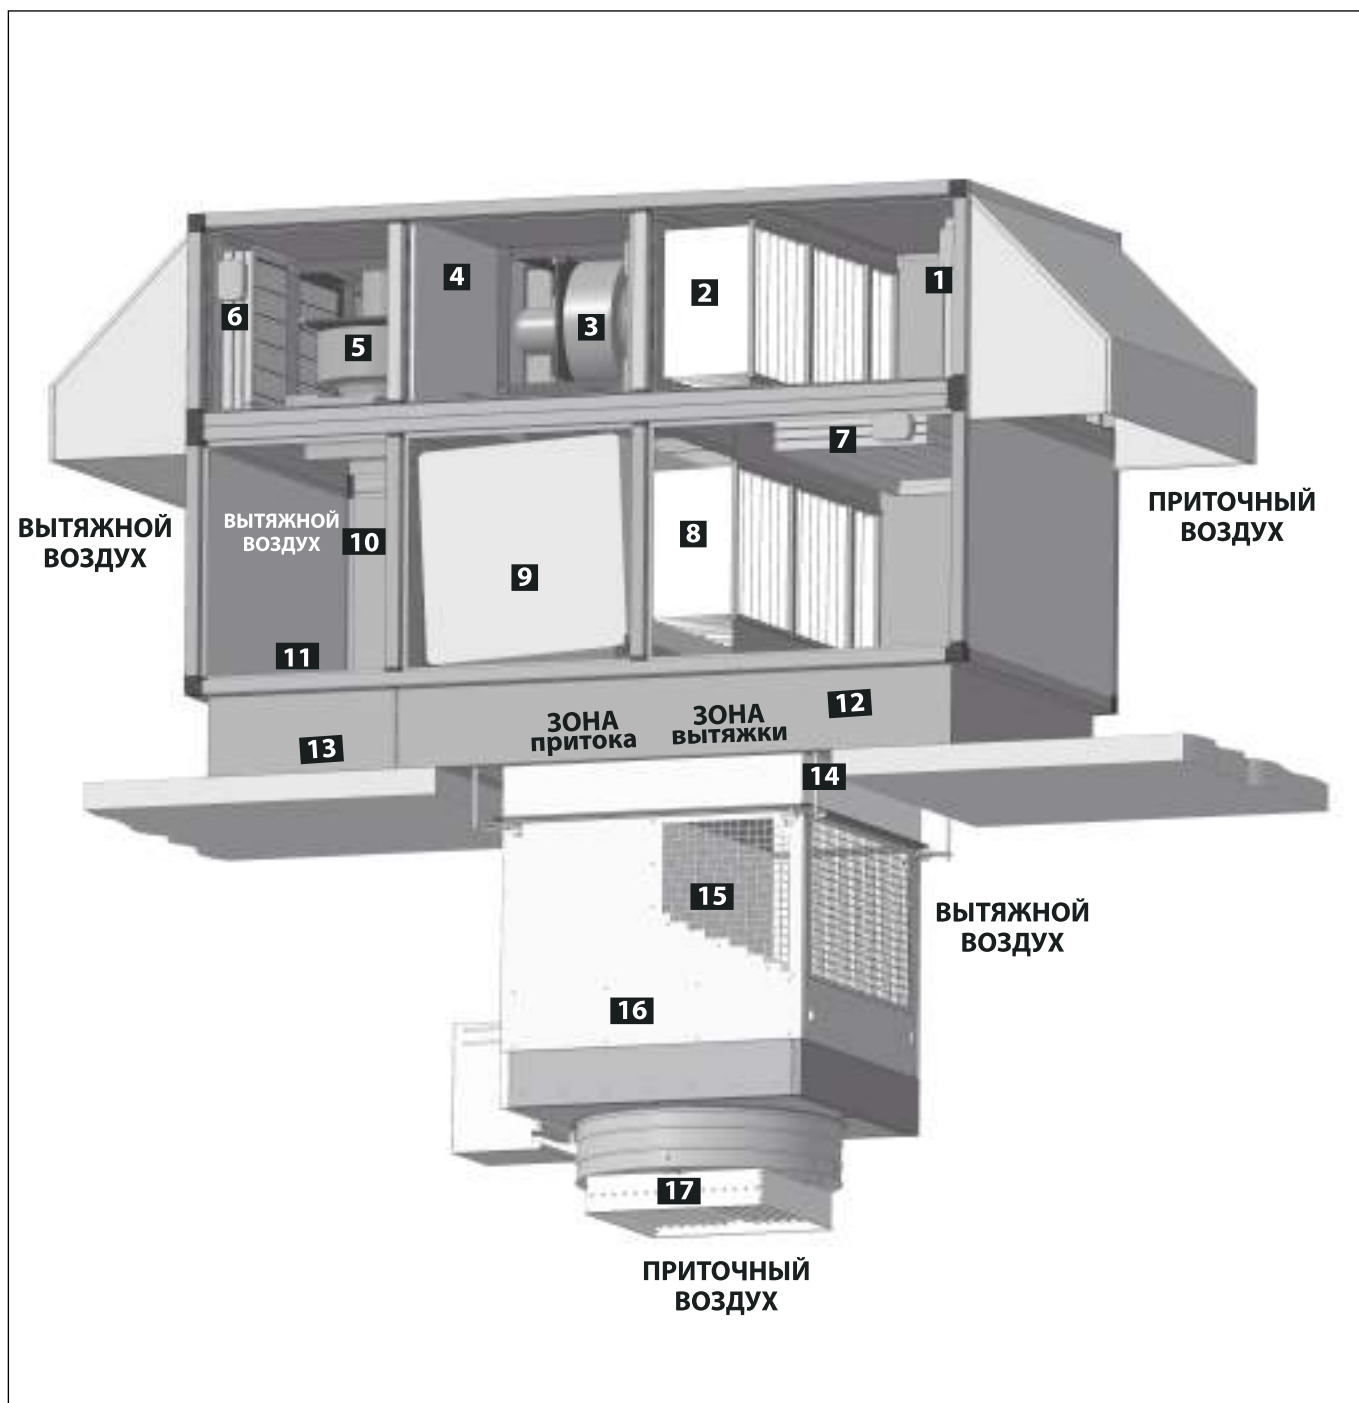 1
2
4
6
3
5
7
ВЫТЯЖНОЙ
ВОЗДУХ
ВЫТЯЖНОЙ
ВОЗДУХ
10
8
ПРИТОЧНЫЙ
ВОЗДУХ
9
11
12
13
ЗОНА
притока
ЗОНА
вытяжки
14
15
ВЫТЯЖНОЙ
ВОЗДУХ
16
17
ПРИТОЧНЫЙ
ВОЗДУХ